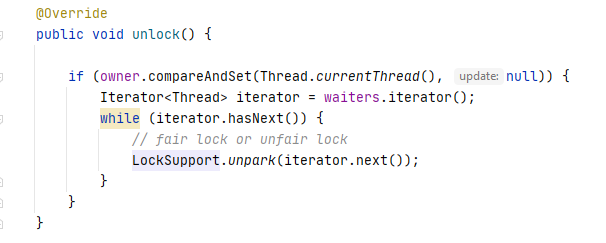 @Override
public void unlock() {
if (owner.compareAndSet(Thread.currentThread(), update: null)) {
Iterator<Thread> iterator = waiters.iterator();
while (iterator.hasNext()) {
// fair lock or unfair lock
LockSupport.unpark(iterator.next());
}
}
}